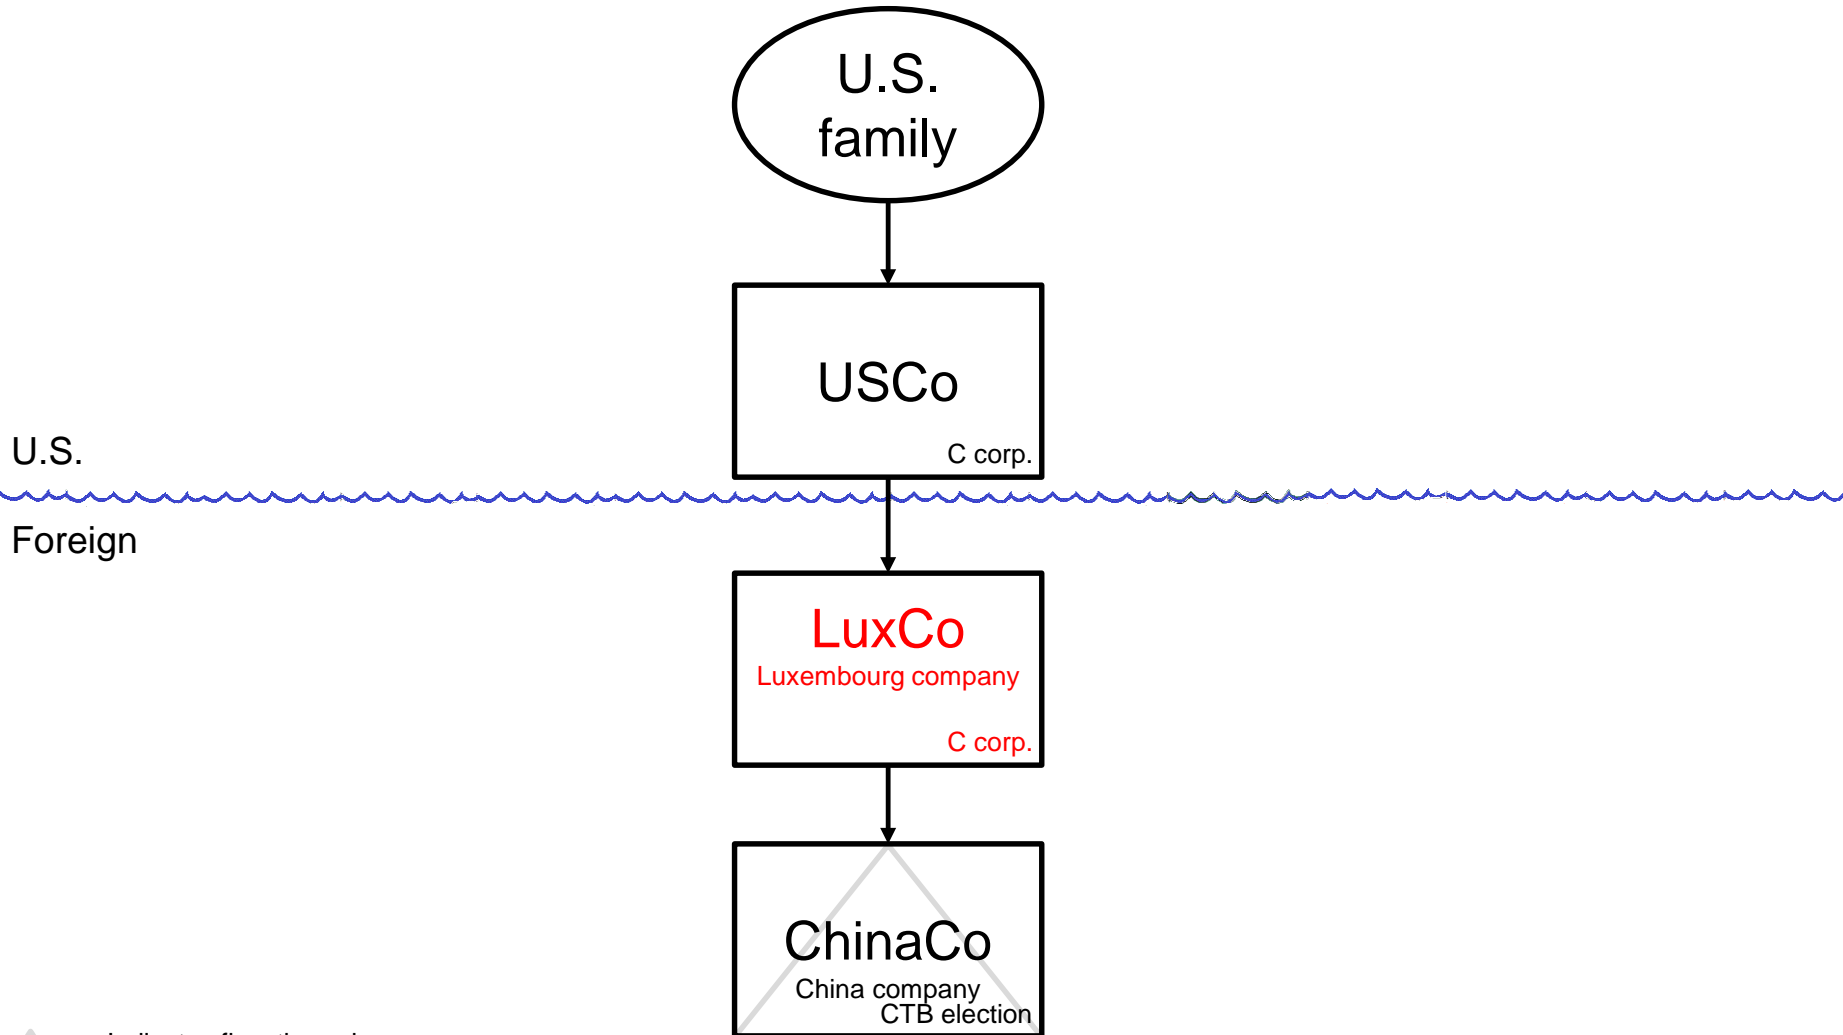 U.S.
family
USCo
C corp.
U.S.
Foreign
LuxCo
Luxembourg company
C corp.
ChinaCo
China company
CTB election